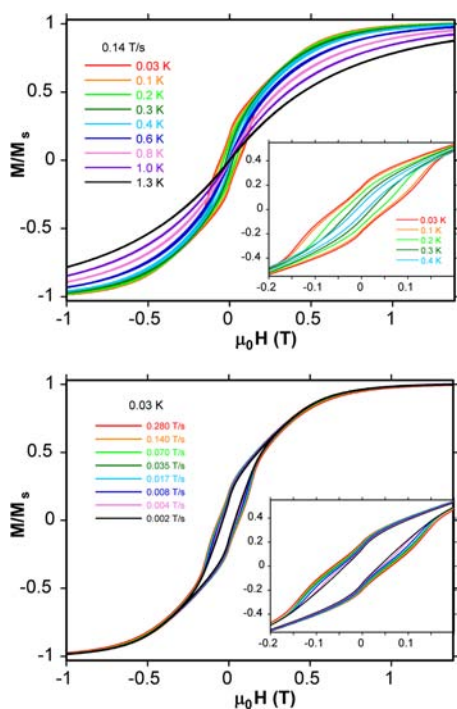 1
0.14 T/s
0.03 K
0.1 K
0.2 K
0.3 K
0.4 K
0.6 K
0.8 K
1.0 K
1.3 K
0.5
0
-0.5
-1
M/Ms
0.4
0.2
0
-0.2
-0.4
0.03 K
0.1 K
0.2 K
0.3 K
0.4 K
-0.2 -0.1 0 0.1
-1 -0.5 0 0.5 1
μ₀H (T)
1
0.03 K
0.280 T/s
0.140 T/s
0.070 T/s
0.035 T/s
0.017 T/s
0.008 T/s
0.004 T/s
0.002 T/s
0.5
0
-0.5
-1
M/Ms
0.4
0.2
0
-0.2
-0.4
-0.2 -0.1 0 0.1
-1 -0.5 0 0.5 1
μ₀H (T)